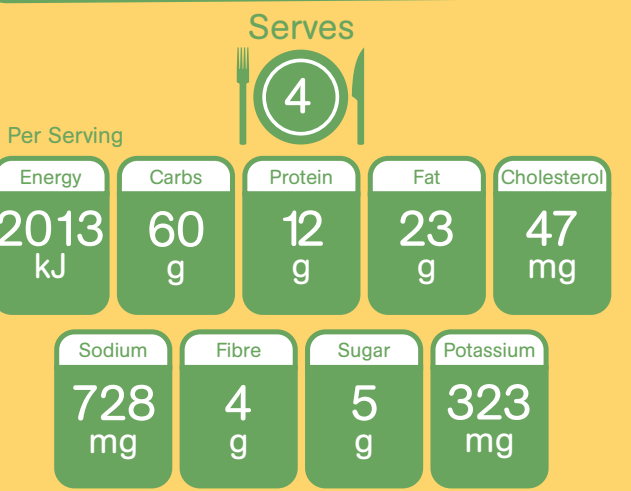 Serves
4
Per Serving
Energy Carbs Protein Fat Cholesterol
2013 60 12 23 47
kJ g g g mg
Sodium Fibre Sugar Potassium
728 4 5 323
mg g g mg